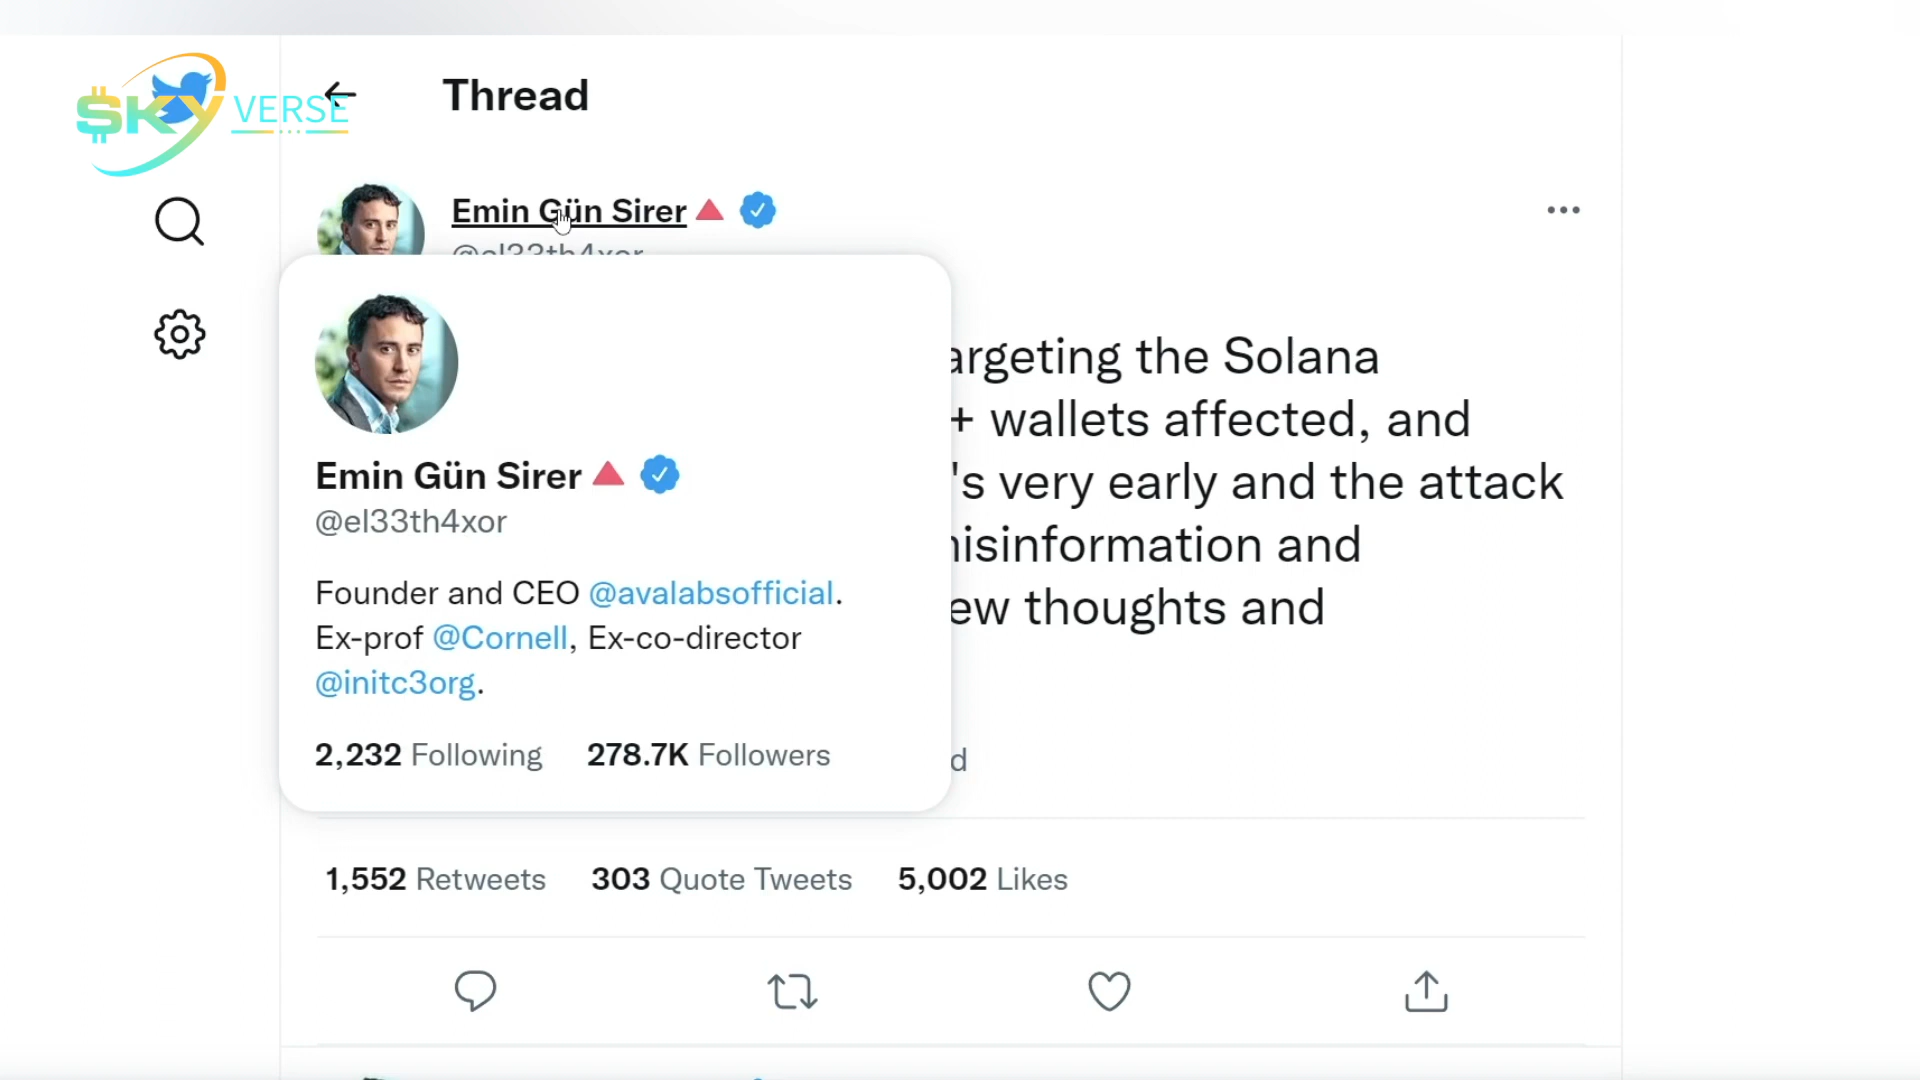 $KY VERSE
Thread
Emin Gün Sirer
@el33th4xor
Emin Gün Sirer
@el33th4xor
Founder and CEO @avalabsofficial.
Ex-prof @Cornell, Ex-co-director
@initc3org.
2,232 Following 278.7K Followers
argeting the Solana
+ wallets affected, and
's very early and the attack
isinformation and
ew thoughts and
d
1,552 Retweets 303 Quote Tweets 5,002 Likes